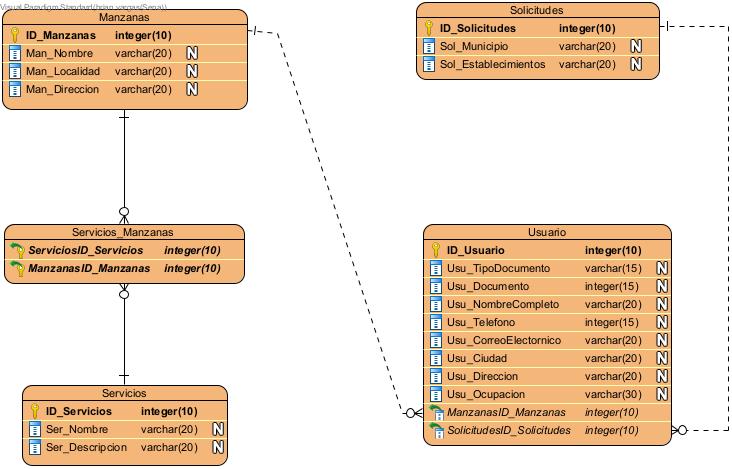 Visual Paradigm Standard(brian vargas(Sena))
Manzanas
ID_Manzanas integer(10)
Man_Nombre varchar(20) N
Man_Localidad varchar(20) N
Man_Direccion varchar(20) N
Solicitudes
ID_Solicitudes integer(10)
Sol_Municipio varchar(20) N
Sol_Establecimientos varchar(20) N
Servicios_Manzanas
ServiciosID_Servicios integer(10)
ManzanasID_Manzanas integer(10)
Usuario
ID_Usuario integer(10)
Usu_TipoDocumento varchar(15) N
Usu_Documento integer(15) N
Usu_NombreCompleto varchar(20) N
Usu_Telefono integer(15) N
Usu_CorreoElectornico varchar(20) N
Usu_Ciudad varchar(20) N
Usu_Direccion varchar(20) N
Usu_Ocupacion varchar(30) N
ManzanasID_Manzanas integer(10)
SolicitudesID_Solicitudes integer(10)
Servicios
ID_Servicios integer(10)
Ser_Nombre varchar(20) N
Ser_Descripcion varchar(20) N